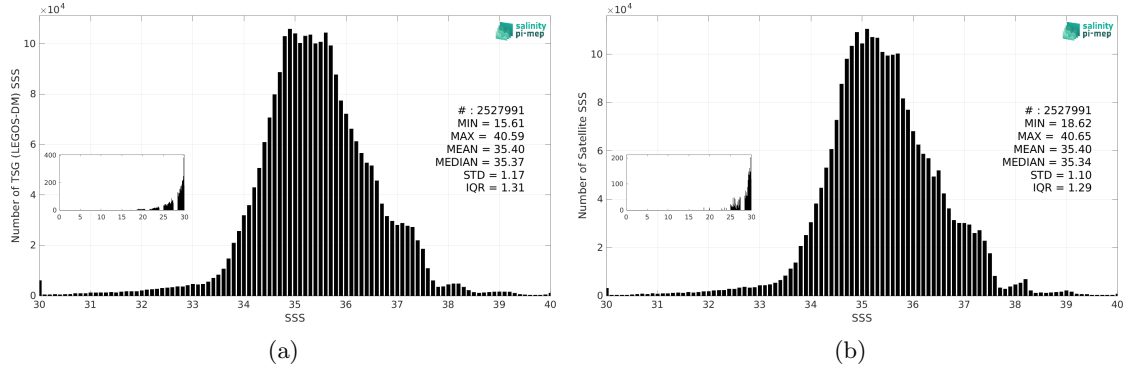 ×10⁴
salinity
pi-mep
# : 2527991
MIN = 15.61
MAX = 40.59
MEAN = 35.40
MEDIAN = 35.37
STD = 1.17
IQR = 1.31
Number of TSG (LEGOS-DM) SSS
10
8
6
4
2
0
400
200
0
0 5 10 15 20 25 30
30 31 32 33 34 35 36 37 38 39 40
SSS
(a)
×10⁴
salinity
pi-mep
# : 2527991
MIN = 18.62
MAX = 40.65
MEAN = 35.40
MEDIAN = 35.34
STD = 1.10
IQR = 1.29
Number of Satellite SSS
10
8
6
4
2
0
200
100
0
0 5 10 15 20 25 30
30 31 32 33 34 35 36 37 38 39 40
SSS
(b)